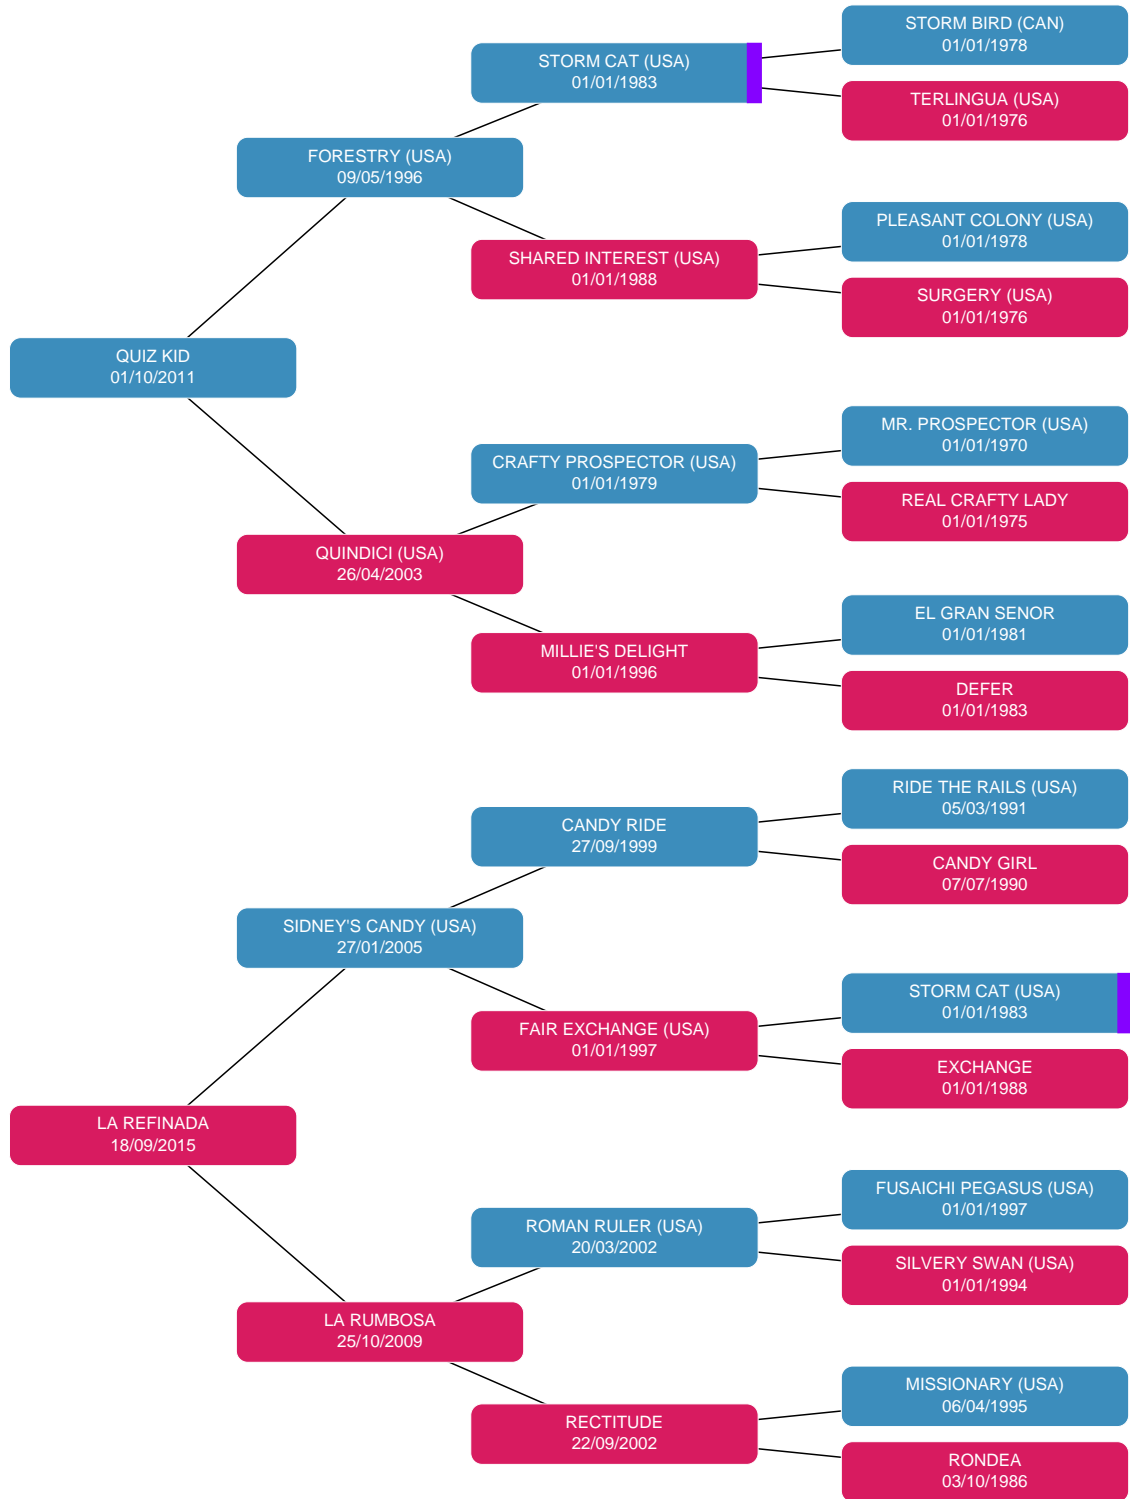 STORM BIRD (CAN)
01/01/1978
STORM CAT (USA)
01/01/1983
TERLINGUA (USA)
01/01/1976
FORESTRY (USA)
09/05/1996
PLEASANT COLONY (USA)
01/01/1978
SHARED INTEREST (USA)
01/01/1988
SURGERY (USA)
01/01/1976
QUIZ KID
01/10/2011
MR. PROSPECTOR (USA)
01/01/1970
CRAFTY PROSPECTOR (USA)
01/01/1979
REAL CRAFTY LADY
01/01/1975
QUINDICI (USA)
26/04/2003
EL GRAN SENOR
01/01/1981
MILLIE'S DELIGHT
01/01/1996
DEFER
01/01/1983
RIDE THE RAILS (USA)
05/03/1991
CANDY RIDE
27/09/1999
CANDY GIRL
07/07/1990
SIDNEY'S CANDY (USA)
27/01/2005
STORM CAT (USA)
01/01/1983
FAIR EXCHANGE (USA)
01/01/1997
EXCHANGE
01/01/1988
LA REFINADA
18/09/2015
FUSAICHI PEGASUS (USA)
01/01/1997
ROMAN RULER (USA)
20/03/2002
SILVERY SWAN (USA)
01/01/1994
LA RUMBOSA
25/10/2009
MISSIONARY (USA)
06/04/1995
RECTITUDE
22/09/2002
RONDEA
03/10/1986